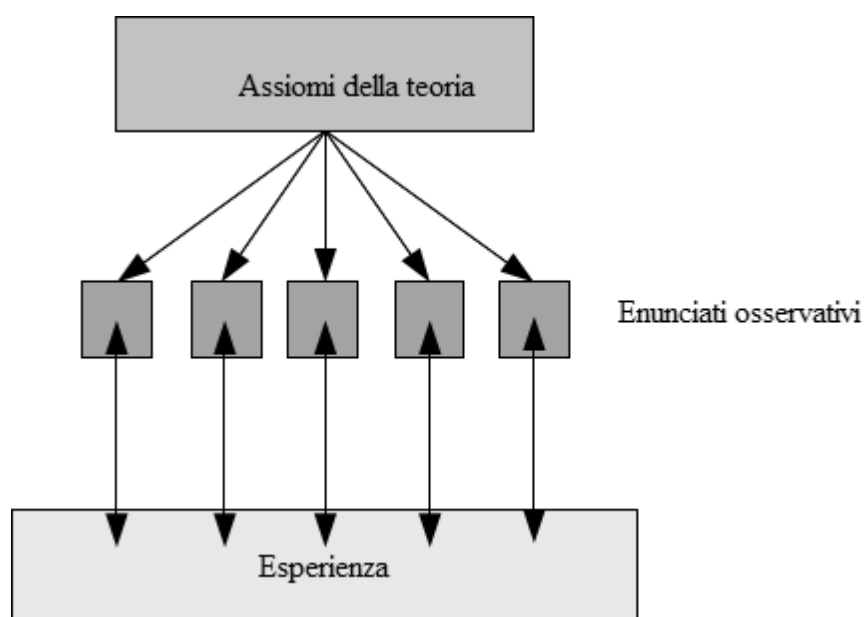 Assiomi della teoria
Enunciati osservativi
Esperienza